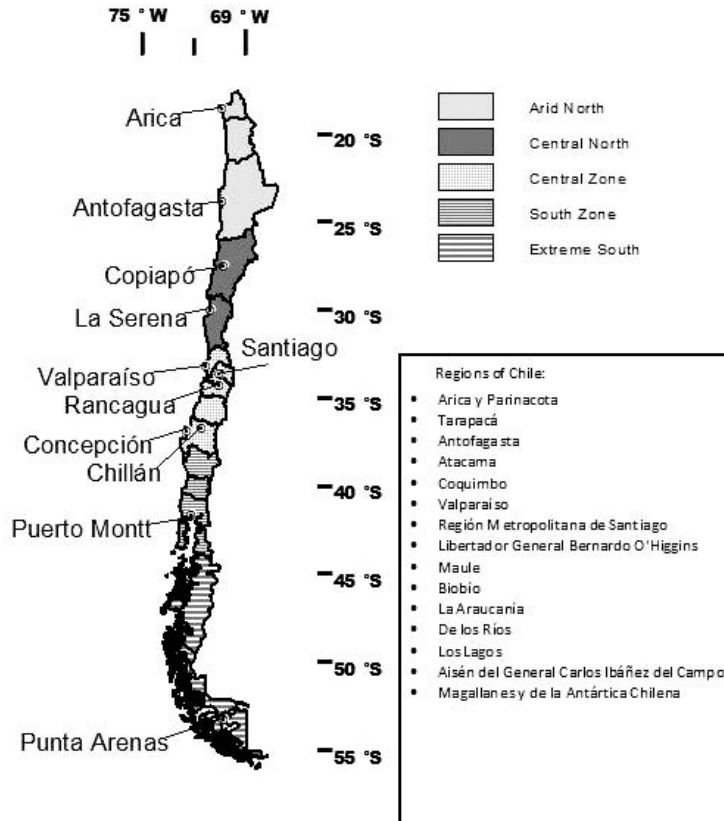 75 ° W 69 ° W
Arica
Antofagasta
Copiapó
La Serena
Santiago
Valparaíso
Rancagua
Concepción
Chillán
Puerto Montt
Punta Arenas
20 °S
25 °S
30 °S
35 °S
40 °S
45 °S
50 °S
55 °S
Arid North
Central North
Central Zone
South Zone
Extreme South
Regions of Chile:
• Arica y Parinacota
• Tarapacá
• Antofagasta
• Atacama
• Coquimbo
• Valparaíso
• Región Metropolitana de Santiago
• Libertador General Bernardo O'Higgins
• Maule
• Biobío
• La Araucanía
• De los Ríos
• Los Lagos
• Aisén del General Carlos Ibáñez del Campo
• Magallanes y de la Antártica Chilena